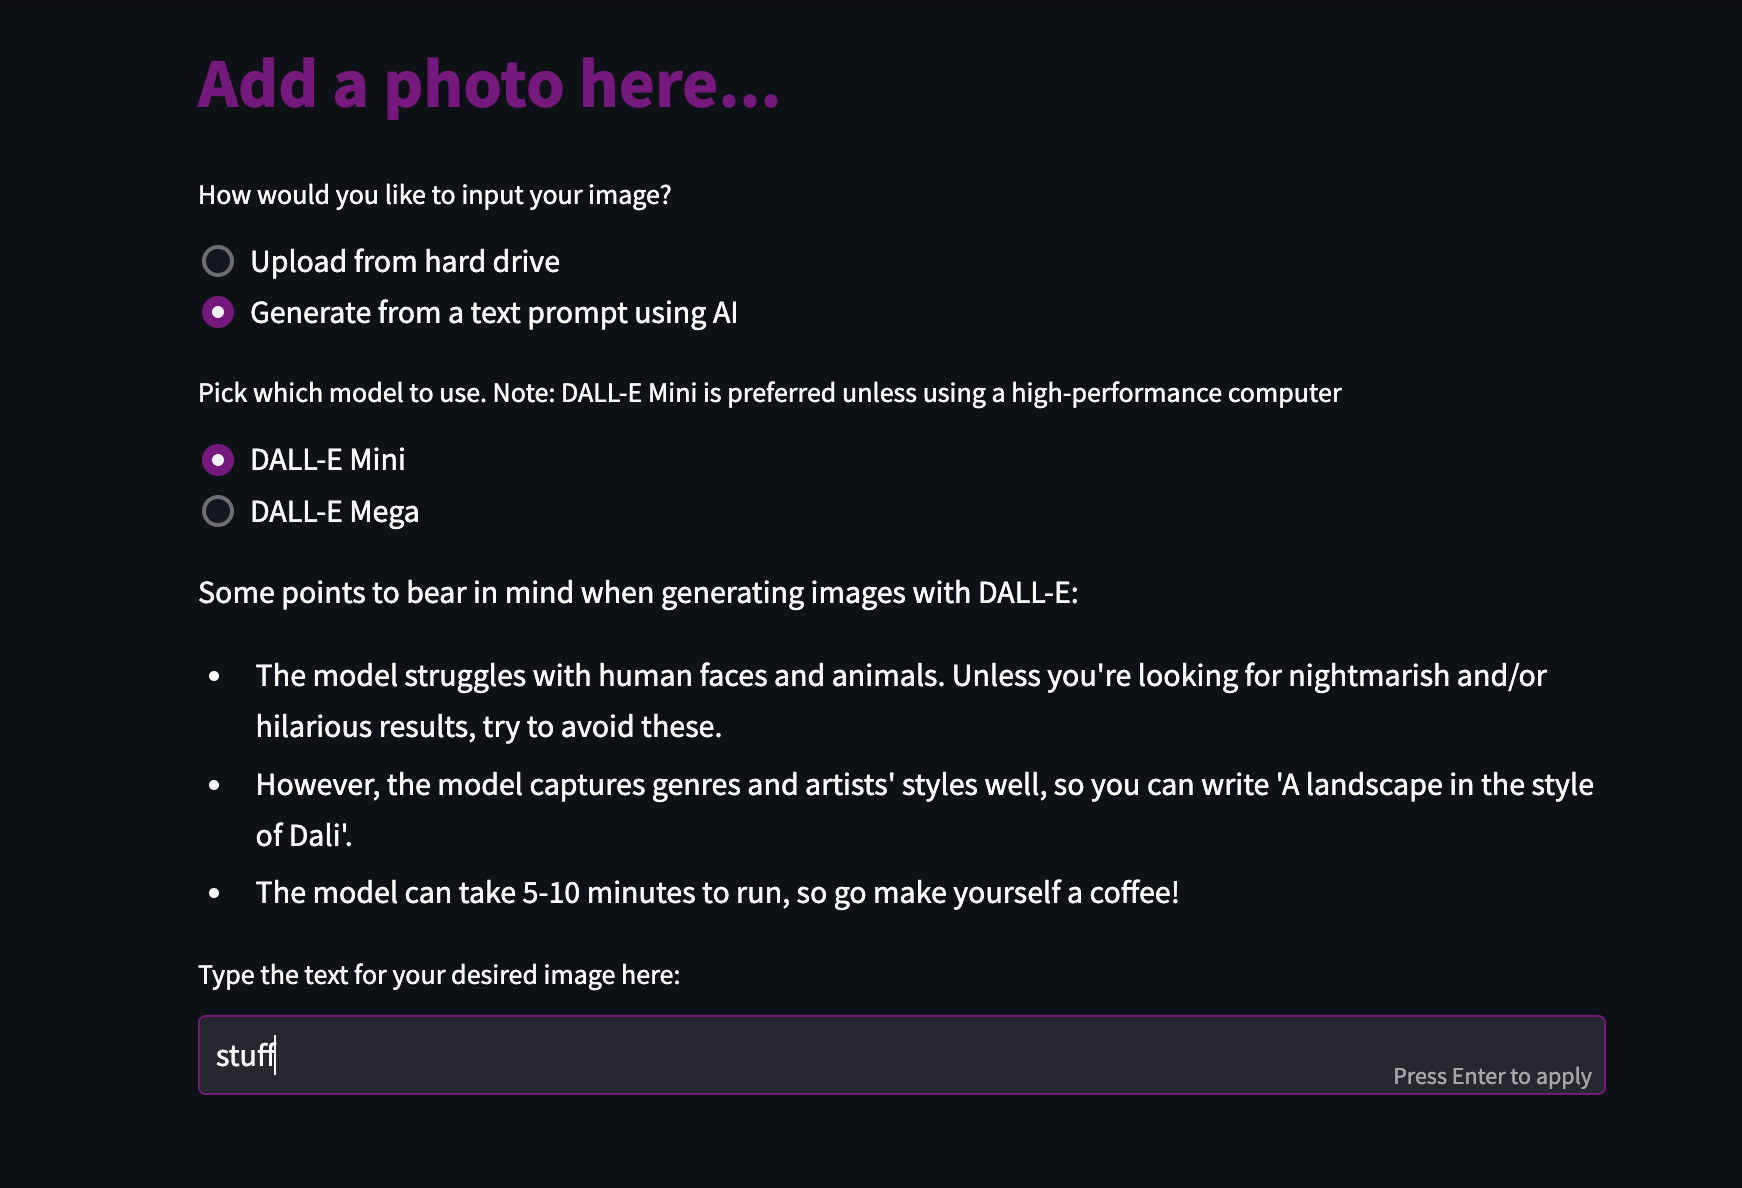 Add a photo here...
How would you like to input your image?
Upload from hard drive
Generate from a text prompt using AI
Pick which model to use. Note: DALL-E Mini is preferred unless using a high-performance computer
DALL-E Mini
DALL-E Mega
Some points to bear in mind when generating images with DALL-E:
• The model struggles with human faces and animals. Unless you're looking for nightmarish and/or
hilarious results, try to avoid these.
• However, the model captures genres and artists' styles well, so you can write 'A landscape in the style
of Dali'.
• The model can take 5-10 minutes to run, so go make yourself a coffee!
Type the text for your desired image here:
stuff
Press Enter to apply